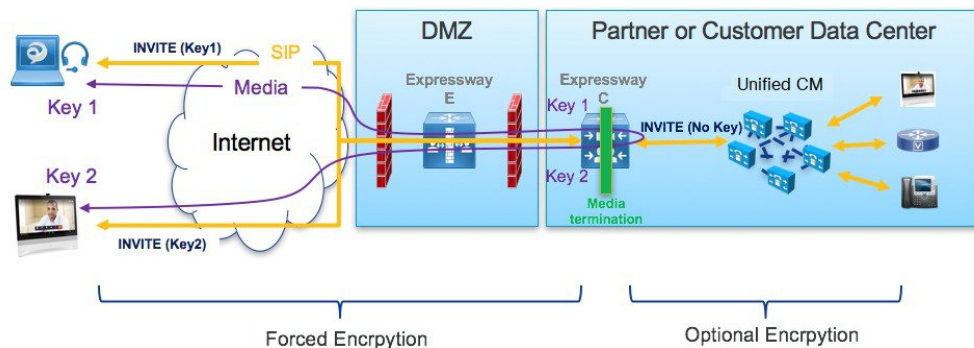 DMZ
Partner or Customer Data Center
INVITE (Key1)
SIP
Media
Key 1
Internet
Key 2
INVITE (Key2)
Expressway
E
Expressway
C
Key 1
Key 2
Media
termination
INVITE (No Key)
Unified CM
V
Forced Encrpytion
Optional Encrpytion